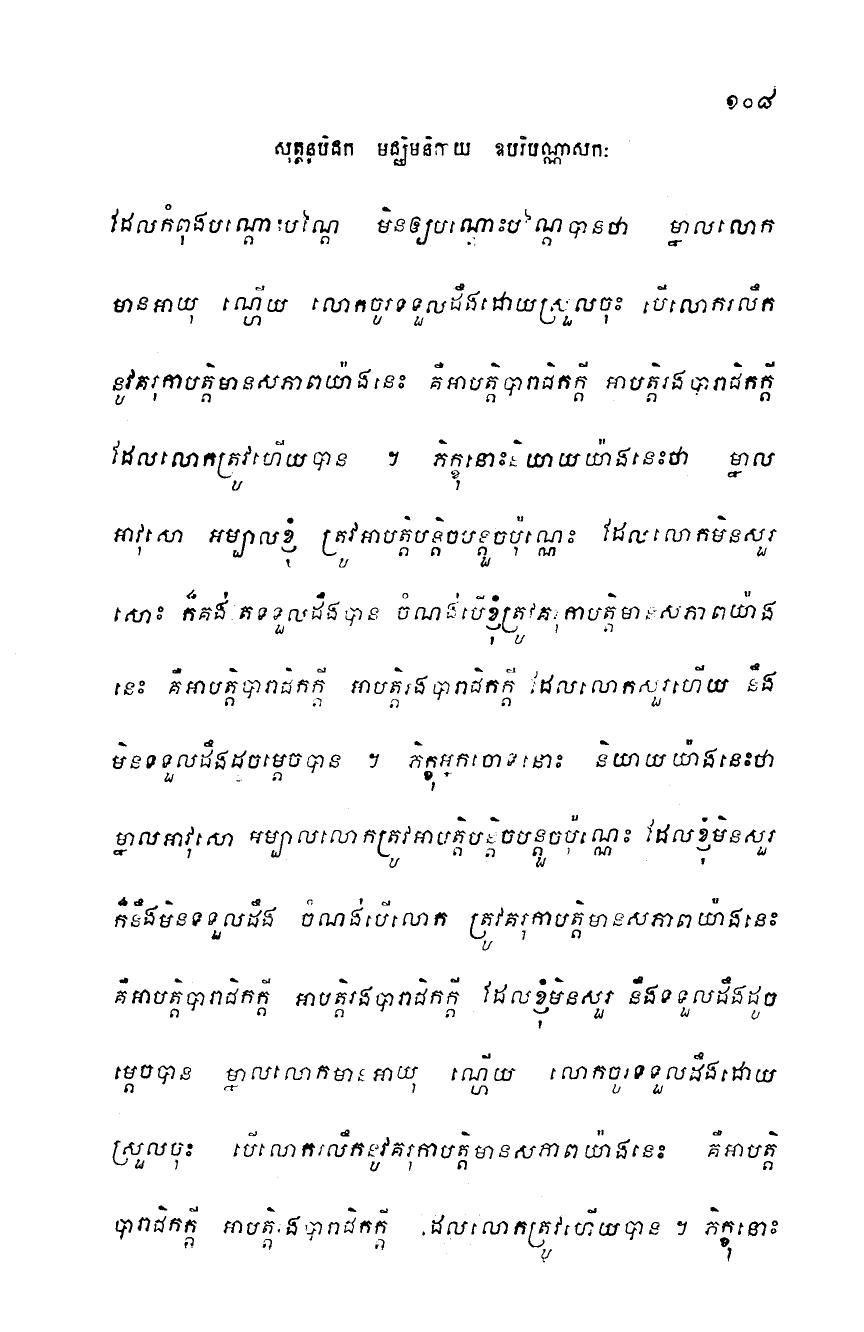 ១០៨
សុត្តន្តបិដក មជ្ឈិមនិកាយ ឧបរិបណ្ណាសកៈ
ដែលកំពុងបណ្តោះបណ្តៃ មិនឲ្យបណ្តោះបណ្តៃបានថា ម្នាលលោក
មានអាយុ ណ្ហើយ លោកចូរទទួលដឹងដោយស្រួលចុះ បើលោករលឹក
នូវគរុកាបត្តិមានសភាពយ៉ាងនេះ គឺអាបត្តិបារាជិកក្តី អាបត្តិរងបារាជិកក្តី
ដែលលោកត្រូវហើយបាន ។ ភិក្ខុនោះនិយាយយ៉ាងនេះថា ម្នាល
អាវុសោ អម្បាលខ្ញុំ ត្រូវអាបត្តិបន្តិចបន្តួចប៉ុណ្ណេះ ដែលលោកមិនសួរ
សោះ ក៏គង់តែទទួលដឹងបាន ចំណង់បើខ្ញុំត្រូវគរុកាបត្តិមានសភាពយ៉ាង
នេះ គឺអាបត្តិបារាជិកក្តី អាបត្តិរងបារាជិកក្តី ដែលលោកសួរហើយ នឹង
មិនទទួលដឹងដូចម្តេចបាន ។ ភិក្ខុអ្នកចោទនោះ និយាយយ៉ាងនេះថា
ម្នាលអាវុសោ អម្បាលលោកត្រូវអាបត្តិបន្តិចបន្តួចប៉ុណ្ណេះ ដែលខ្ញុំមិនសួរ
ក៏នឹងមិនទទួលដឹង ចំណង់បើលោក ត្រូវគរុកាបត្តិមានសភាពយ៉ាងនេះ
គឺអាបត្តិបារាជិកក្តី អាបត្តិរងបារាជិកក្តី ដែលខ្ញុំមិនសួរ នឹងទទួលដឹងដូច
ម្តេចបាន ម្នាលលោកមានអាយុ ណ្ហើយ លោកចូរទទួលដឹងដោយ
ស្រួលចុះ បើលោករលឹកនូវគរុកាបត្តិមានសភាពយ៉ាងនេះ គឺអាបត្តិ
បារាជិកក្តី អាបត្តិរងបារាជិកក្តី ដែលលោកត្រូវហើយបាន ។ ភិក្ខុនោះ